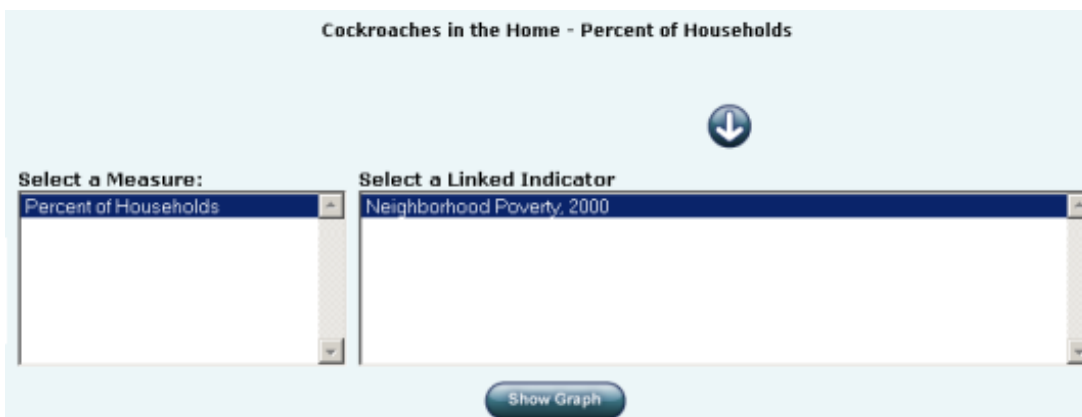 Cockroaches in the Home - Percent of Households
Select a Measure:
Select a Linked Indicator
Percent of Households
Neighborhood Poverty, 2000
Show Graph